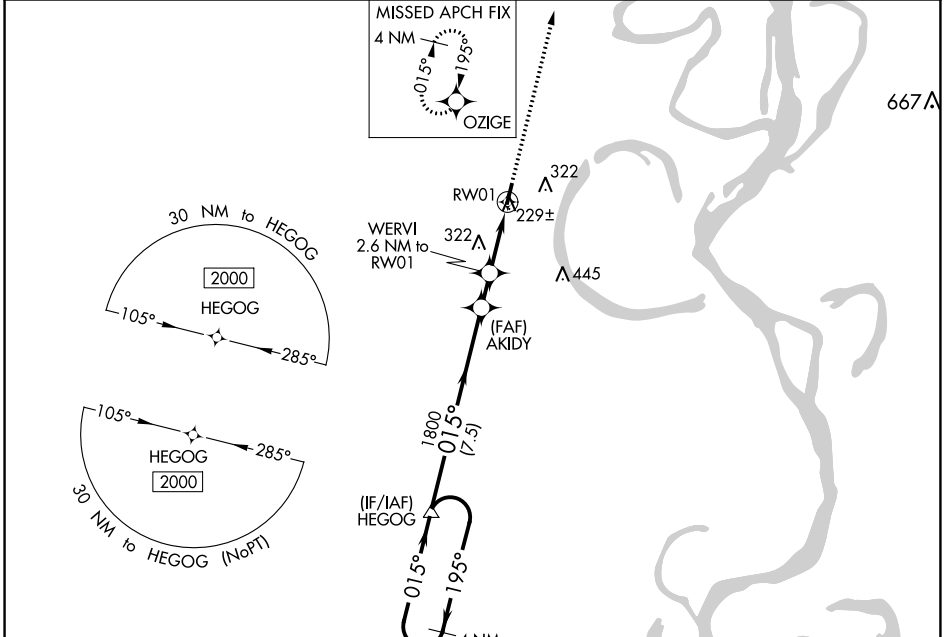 MISSED APCH FIX
4 NM
015°
195°
OZIGE
667
RW01
322
229±
WERVI
2.6 NM to
RW01
322
445
(FAF)
AKIDY
30 NM to HEGOG
2000
HEGOG
105°
285°
105°
285°
HEGOG
2000
30 NM to HEGOG (NoPT)
1800
015°
(7.5)
(IF/IAF)
HEGOG
015°
195°
4 NM